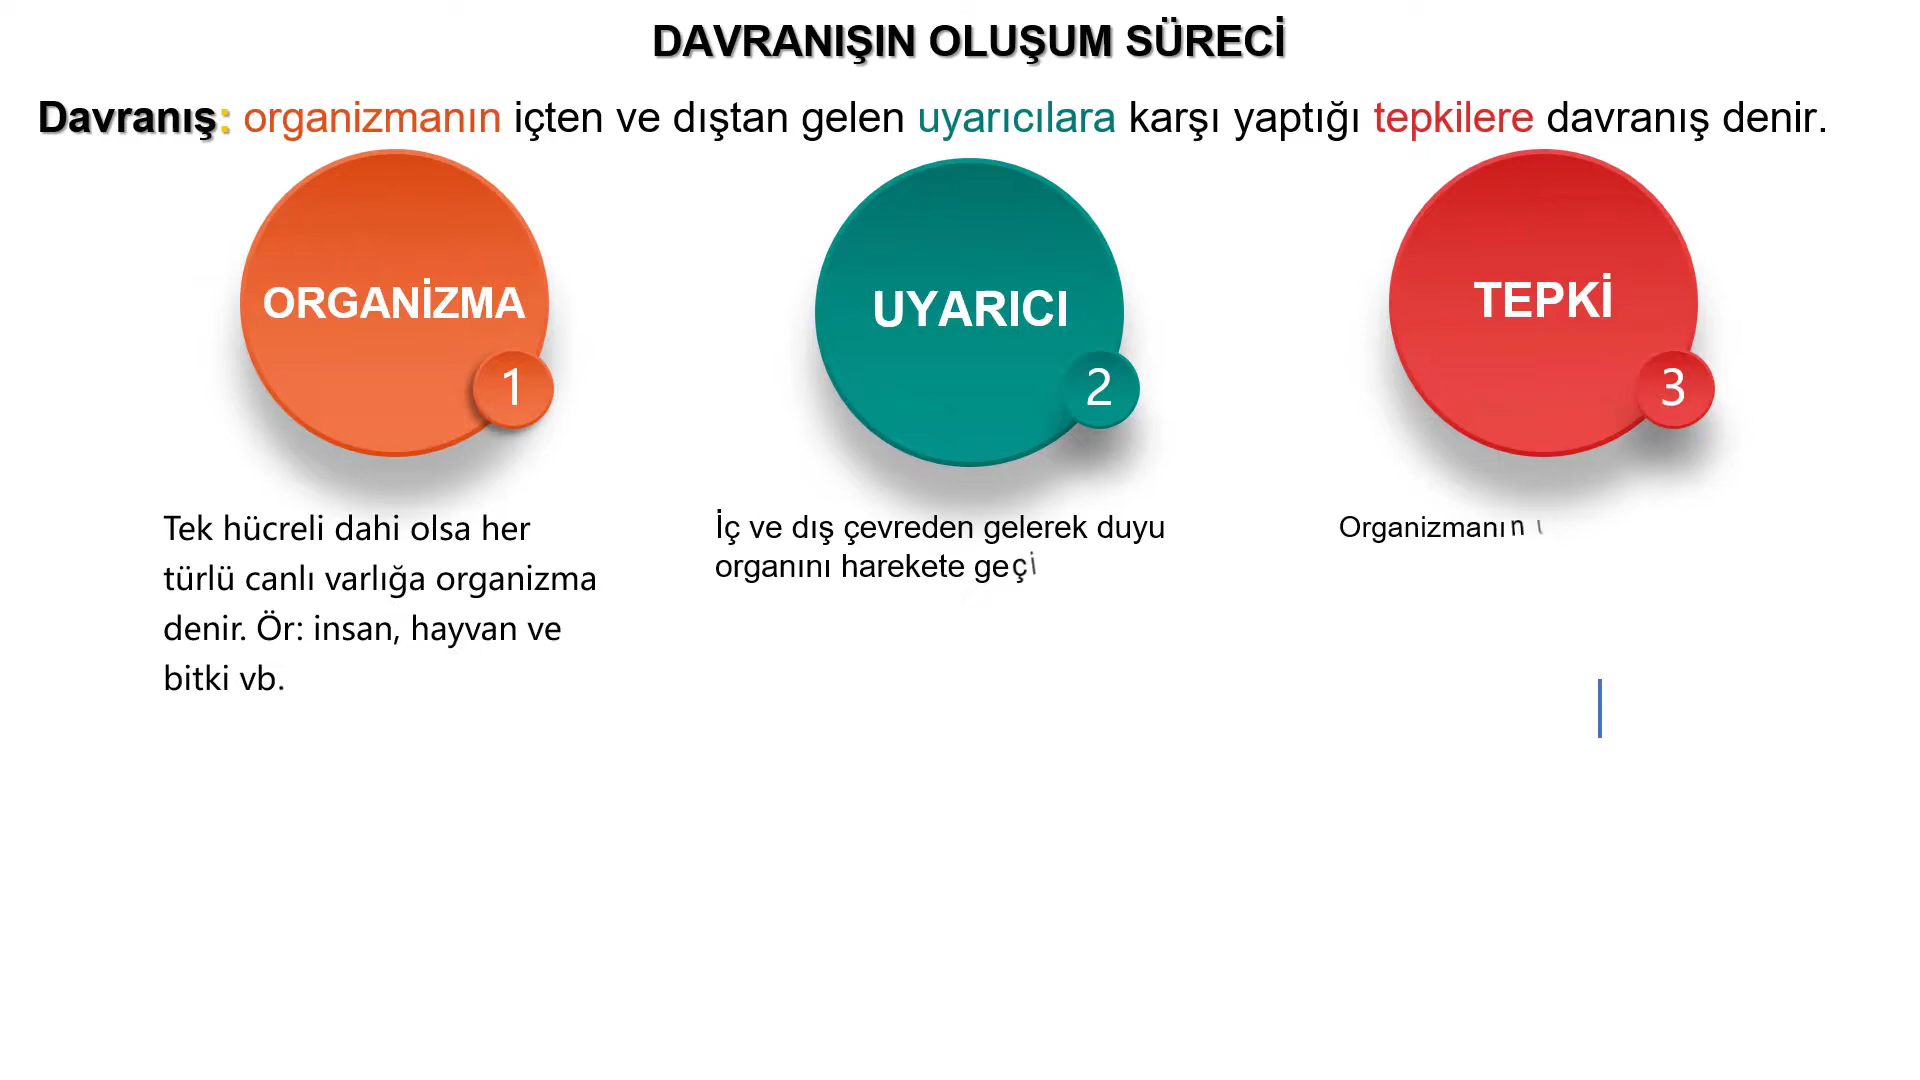 DAVRANIŞIN OLUŞUM SÜRECİ
Davranış: organizmanın içten ve dıştan gelen uyarıcılara karşı yaptığı tepkilere davranış denir.
ORGANİZMA
1
UYARICI
2
TEPKİ
3
Tek hücreli dahi olsa her
türlü canlı varlığa organizma
denir. Ör: insan, hayvan ve
bitki vb.
İç ve dış çevreden gelerek duyu
organını harekete geçi
Organizmanın